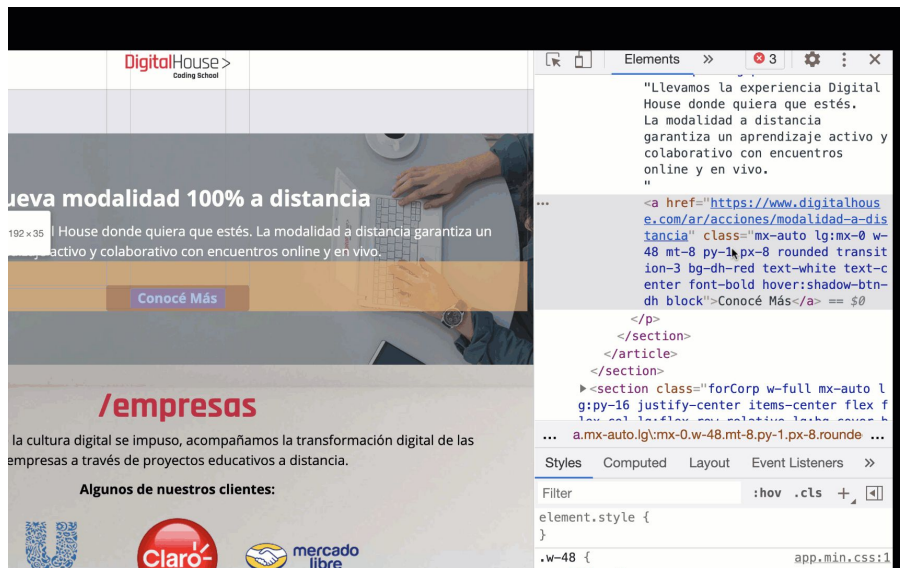 DigitalHouse>
Coding School
ueva modalidad 100% a distancia
192 × 35
l House donde quiera que estés. La modalidad a distancia garantiza un
activo y colaborativo con encuentros online y en vivo.
Conocé Más
/empresas
la cultura digital se impuso, acompañamos la transformación digital de las
empresas a través de proyectos educativos a distancia.
Algunos de nuestros clientes:
Claro-
mercado
libre
Elements » 3
"Llevamos la experiencia Digital
House donde quiera que estés.
La modalidad a distancia
garantiza un aprendizaje activo y
colaborativo con encuentros
online y en vivo.
"
... <a href="https://www.digitalhous
e.com/ar/acciones/modalidad-a-dis
tancia" class="mx-auto lg:mx-0 w-
48 mt-8 py-1 px-8 rounded transit
ion-3 bg-dh-red text-white text-c
enter font-bold hover:shadow-btn-
dh block">Conocé Más</a> == $0
</p>
</section>
</article>
</section>
▶<section class="forCorp w-full mx-auto l
g:py-16 justify-center items-center flex f
... a.mx-auto.lg\:mx-0.w-48.mt-8.py-1.px-8.rounde ...
Styles Computed Layout Event Listeners »
Filter :hov .cls +
element.style {
}
.w-48 { app.min.css:1